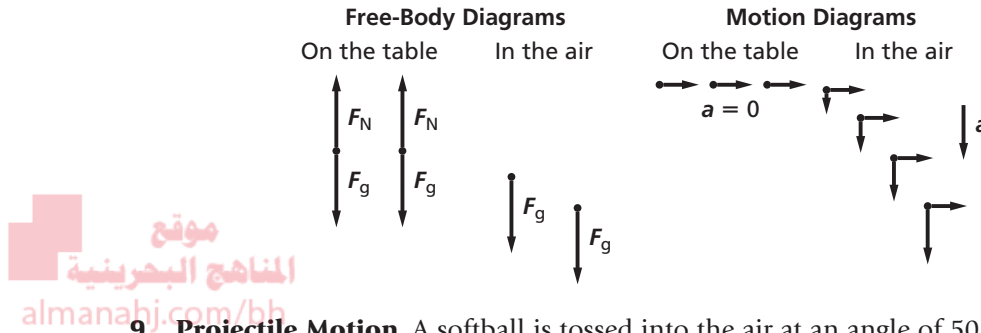 Free-Body Diagrams Motion Diagrams
On the table In the air On the table In the air
a = 0
a
F_N F_N
F_g F_g
F_g
F_g
موقع
المناهج البحرينية
almanahj.com/bh
9. Projectile Motion A softball is tossed into the air at an angle of 50